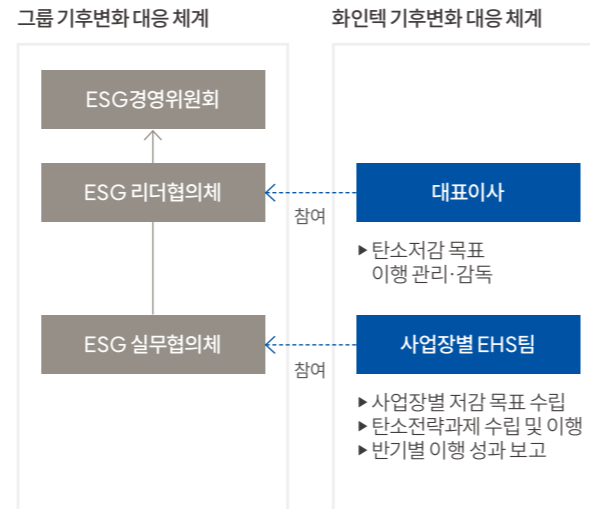 그룹 기후변화 대응 체계
화인텍 기후변화 대응 체계
ESG경영위원회
ESG 리더협의체
참여
대표이사
▶ 탄소저감 목표
이행 관리·감독
ESG 실무협의체
참여
사업장별 EHS팀
▶ 사업장별 저감 목표 수립
▶ 탄소전략과제 수립 및 이행
▶ 반기별 이행 성과 보고